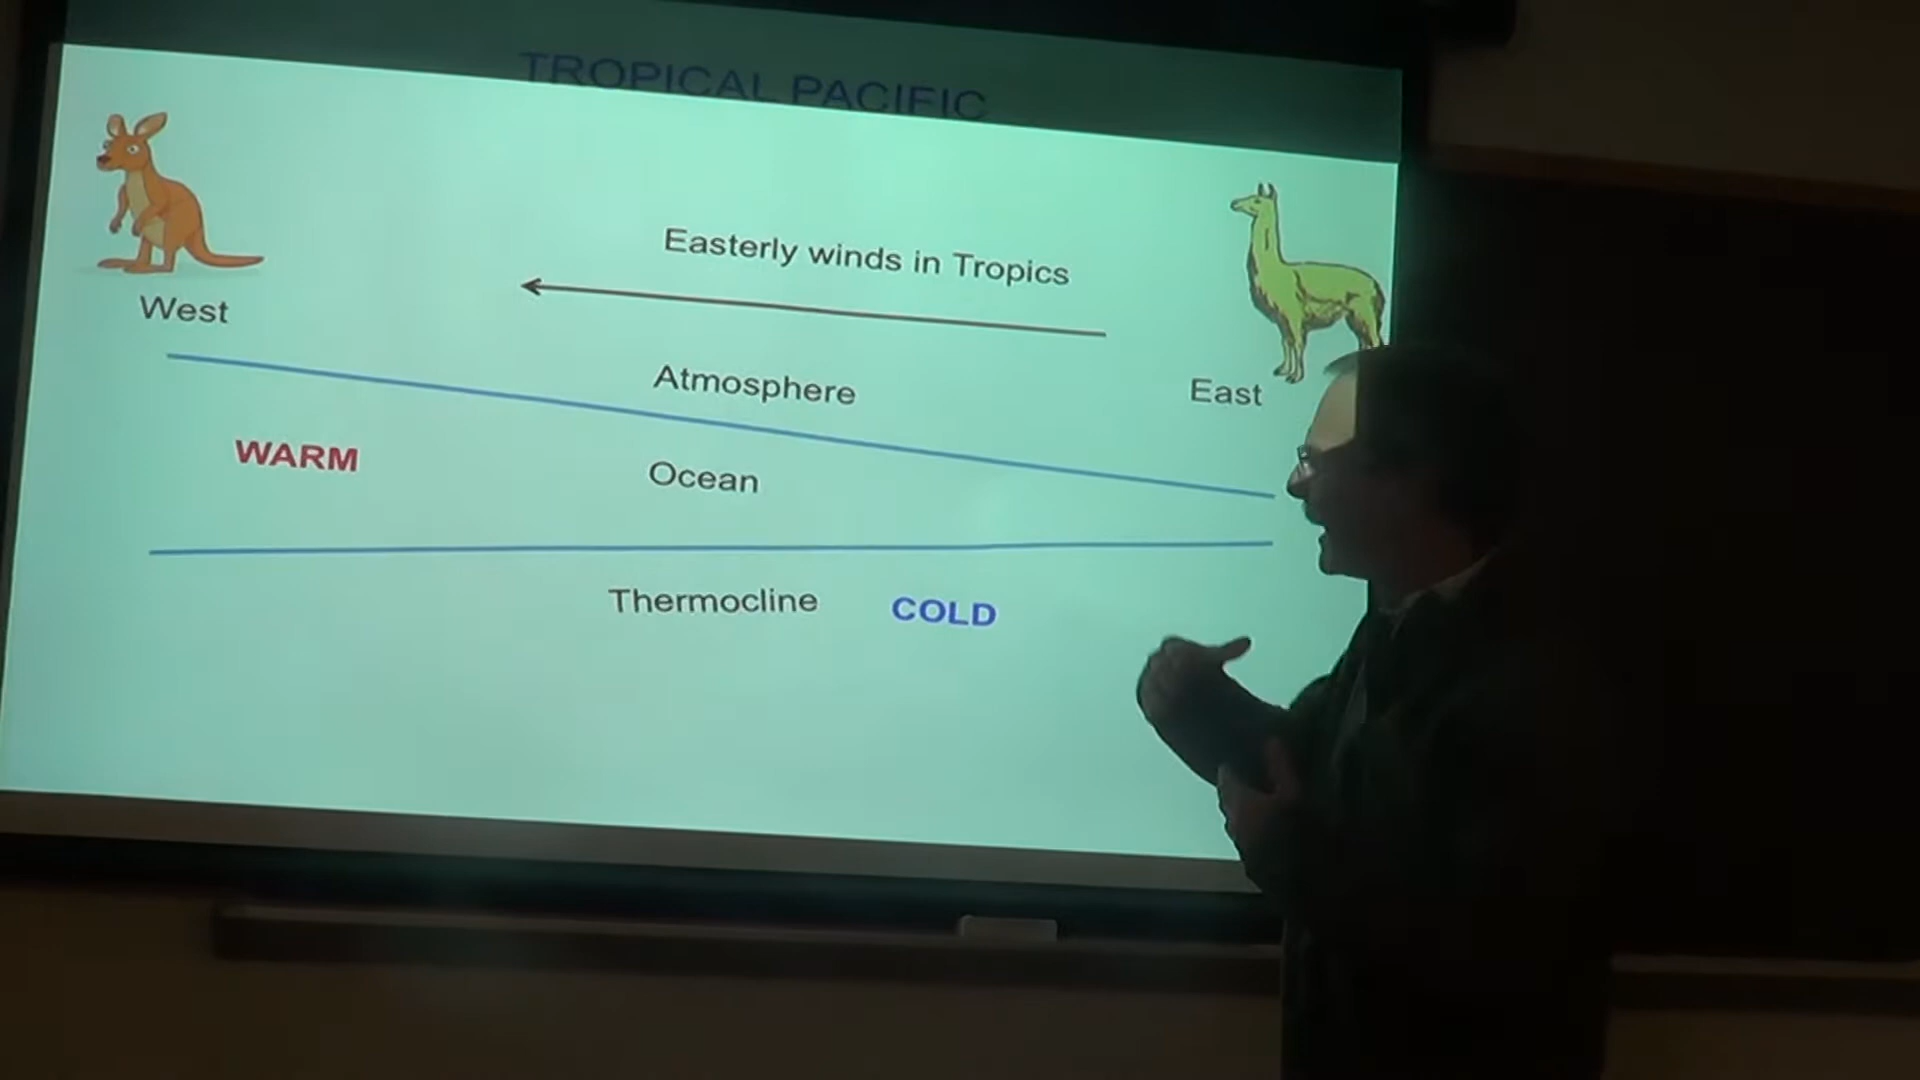 TROPICAL PACIFIC
Easterly winds in Tropics
West
Atmosphere
East
WARM
Ocean
Thermocline
COLD